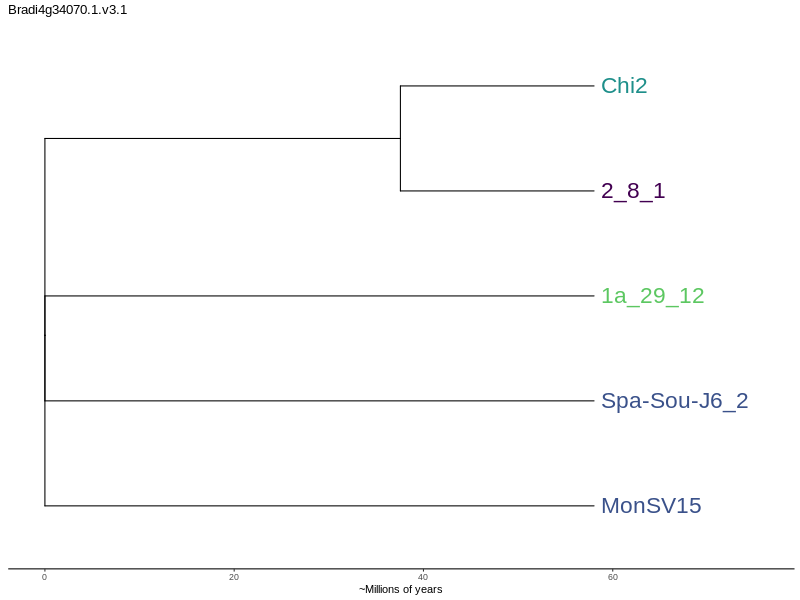 Bradi4g34070.1.v3.1
Chi2
2_8_1
1a_29_12
Spa-Sou-J6_2
MonSV15
0 20 40 60
~Millions of years